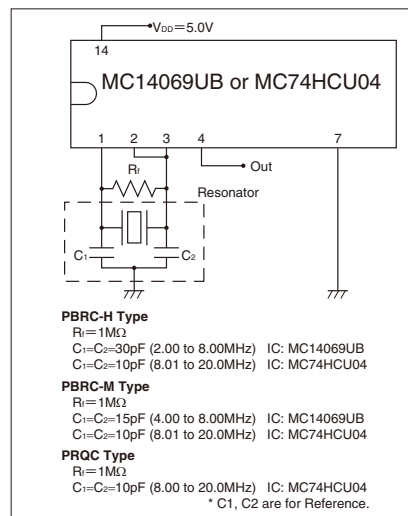 VDD=5.0V
14
MC14069UB or MC74HCU04
1 2 3 4 7
Rf
Out
Resonator
C1 C2
PBRC-H Type
Rf=1MΩ
C1=C2=30pF (2.00 to 8.00MHz) IC: MC14069UB
C1=C2=10pF (8.01 to 20.0MHz) IC: MC74HCU04
PBRC-M Type
Rf=1MΩ
C1=C2=15pF (4.00 to 8.00MHz) IC: MC14069UB
C1=C2=10pF (8.01 to 20.0MHz) IC: MC74HCU04
PRQC Type
Rf=1MΩ
C1=C2=10pF (8.00 to 20.0MHz) IC: MC74HCU04
* C1, C2 are for Reference.